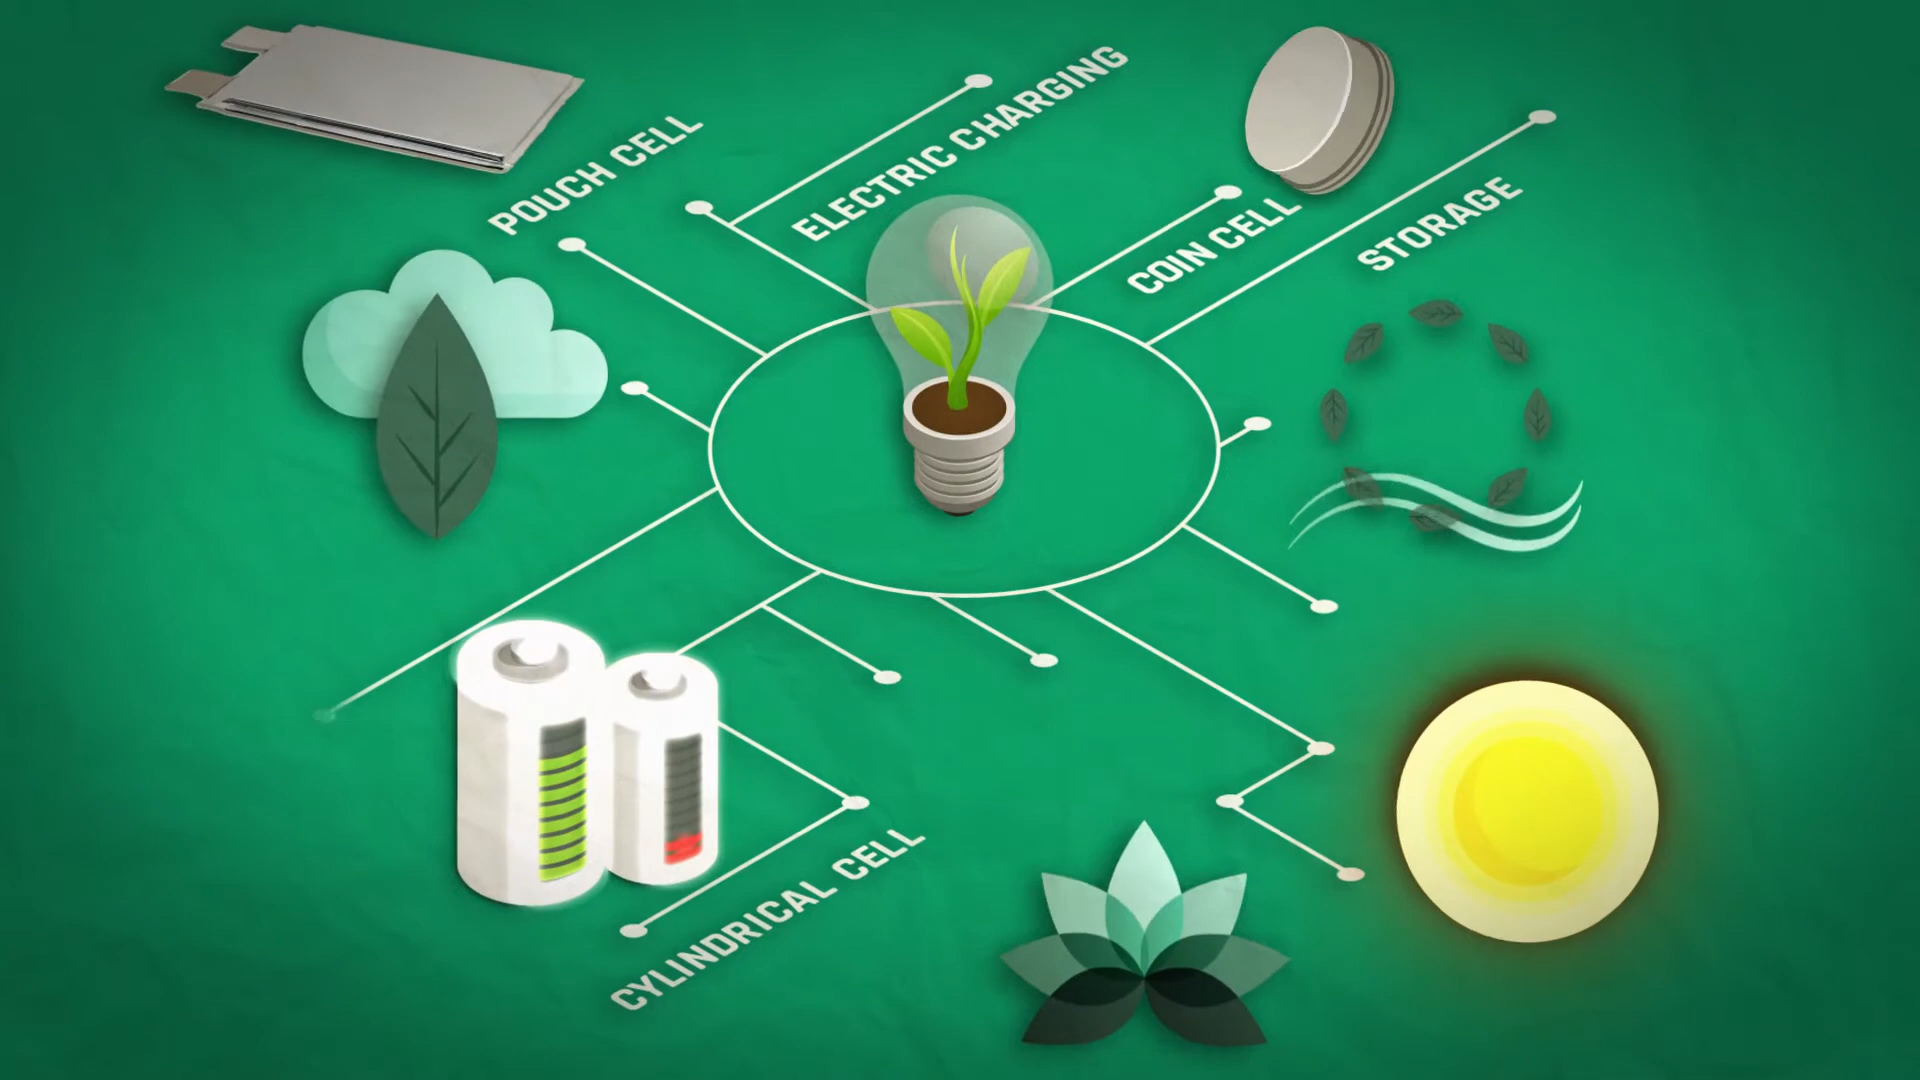 POUCH CELL
ELECTRIC CHARGING
COIN CELL
STORAGE
CYLINDRICAL CELL